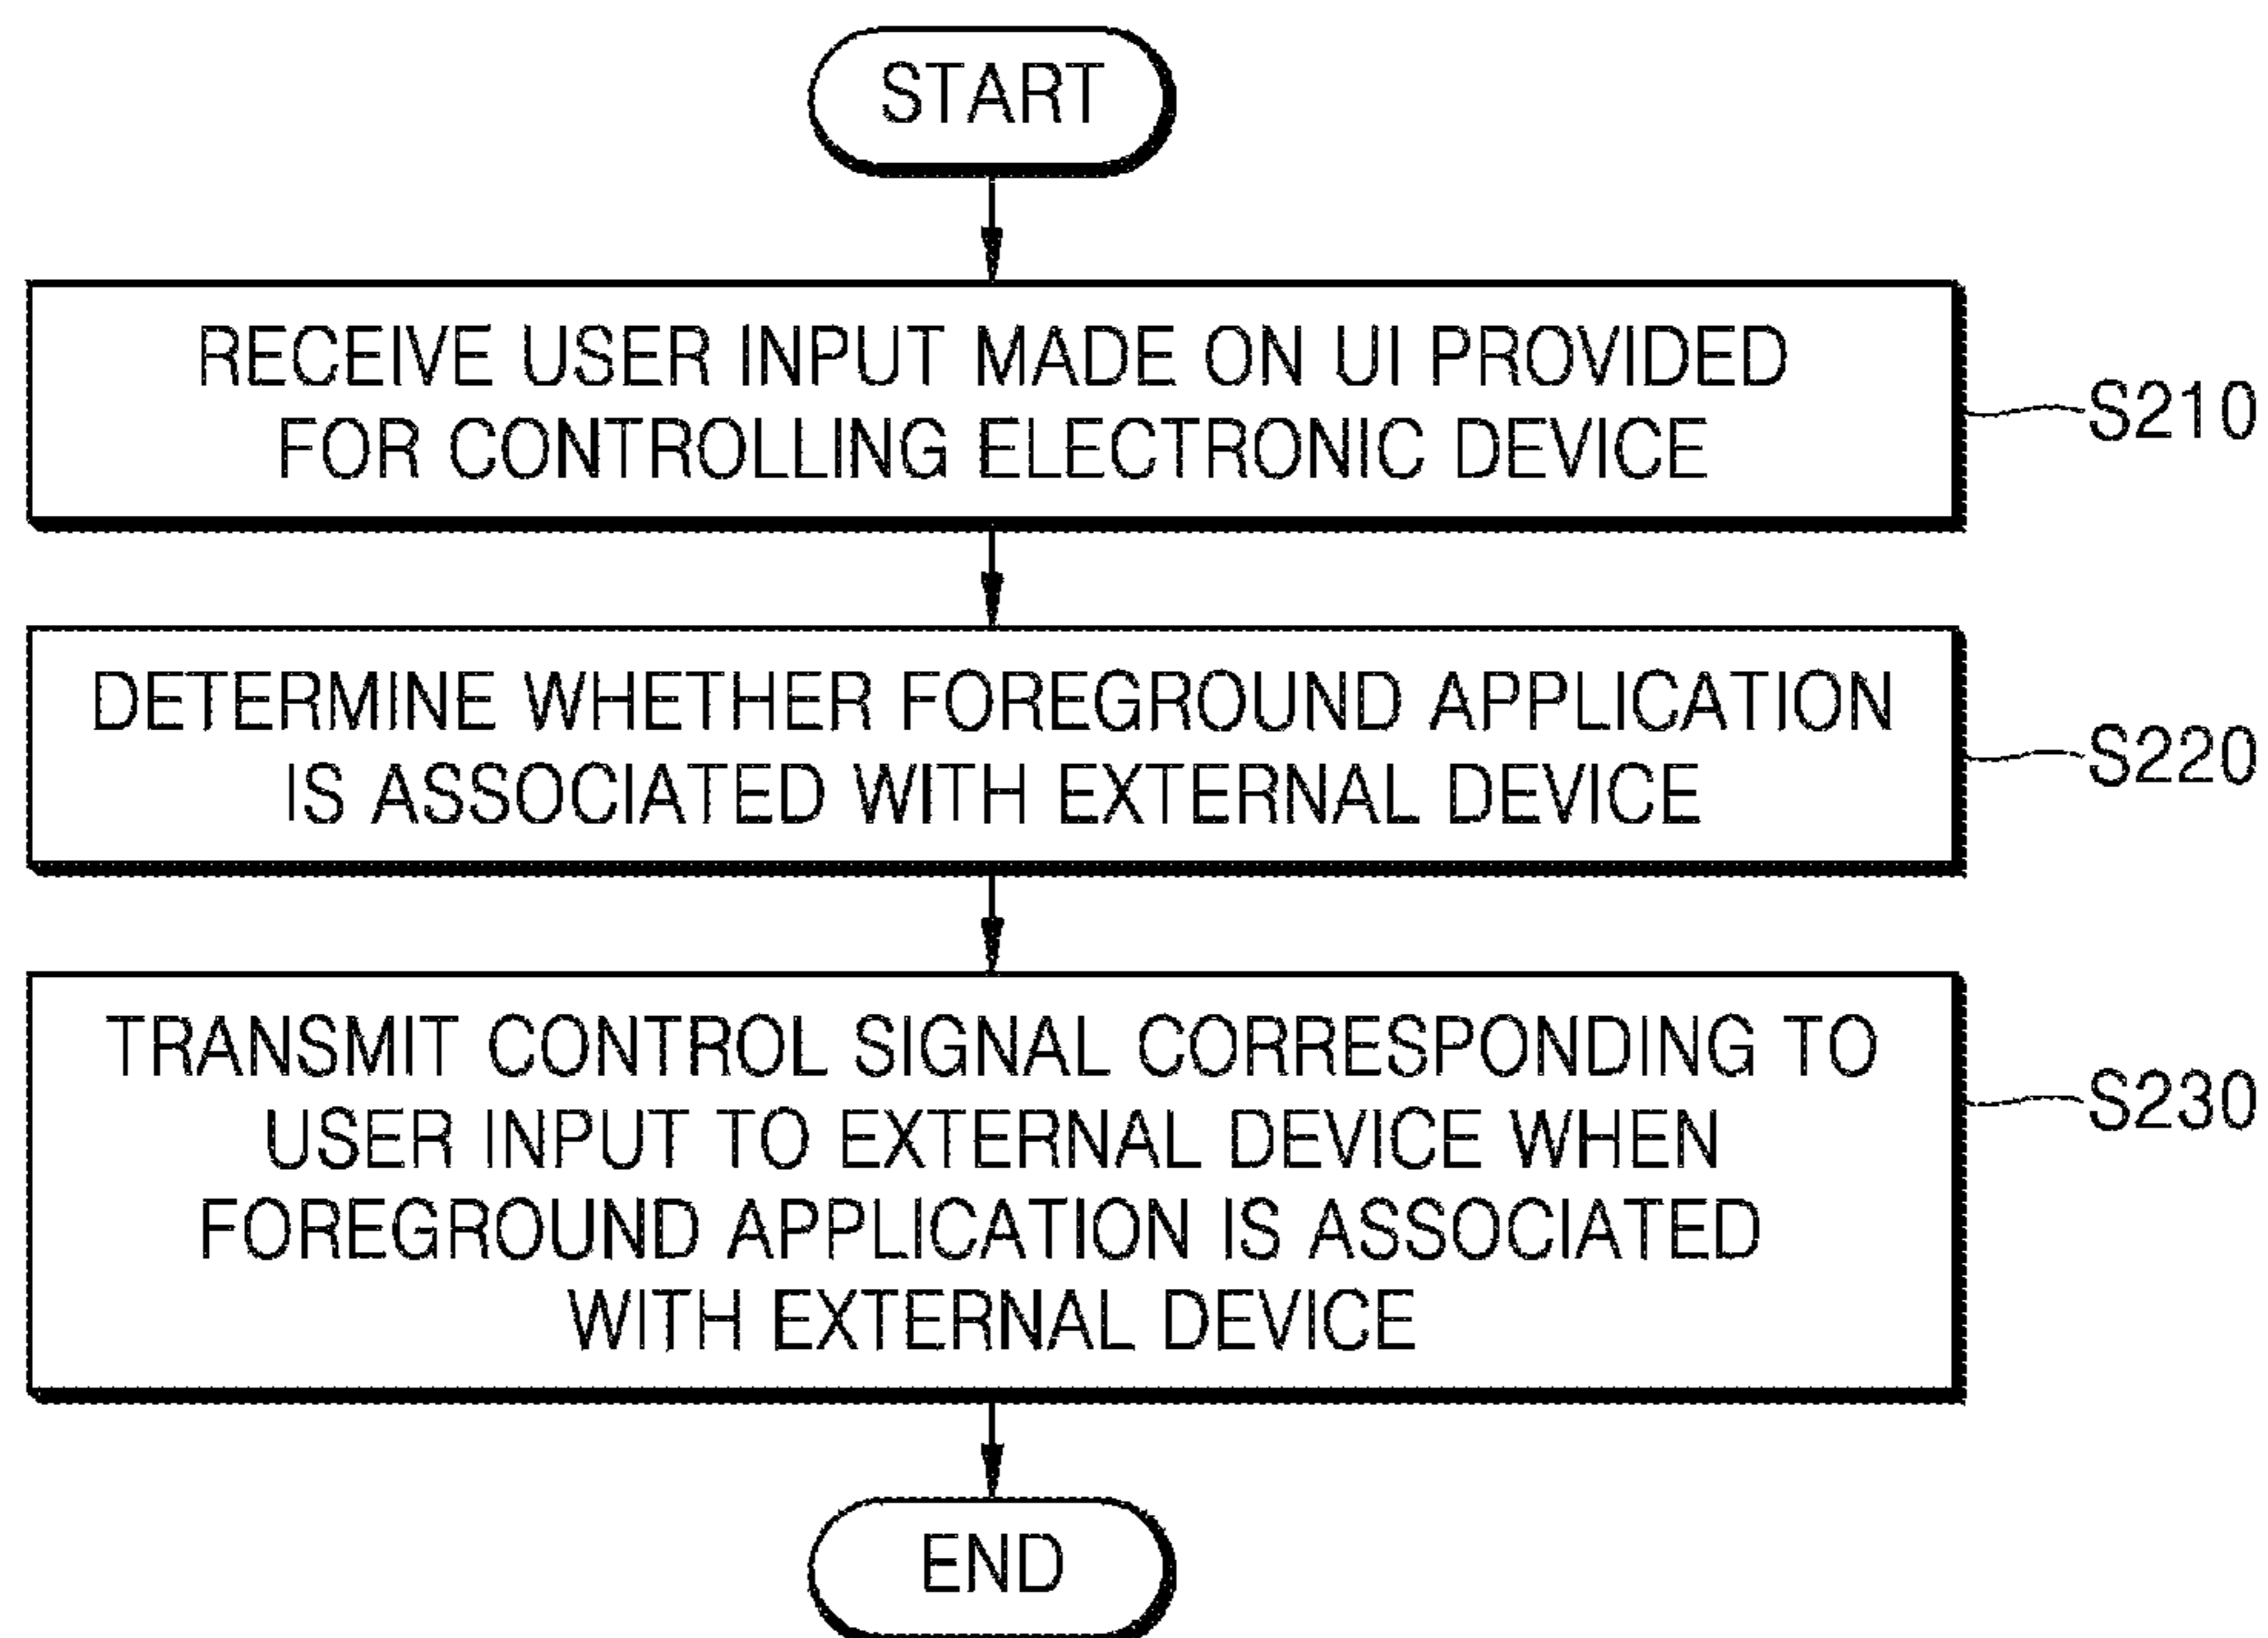 START
RECEIVE USER INPUT MADE ON UI PROVIDED
FOR CONTROLLING ELECTRONIC DEVICE
S210
DETERMINE WHETHER FOREGROUND APPLICATION
IS ASSOCIATED WITH EXTERNAL DEVICE
S220
TRANSMIT CONTROL SIGNAL CORRESPONDING TO
USER INPUT TO EXTERNAL DEVICE WHEN
FOREGROUND APPLICATION IS ASSOCIATED
WITH EXTERNAL DEVICE
S230
END